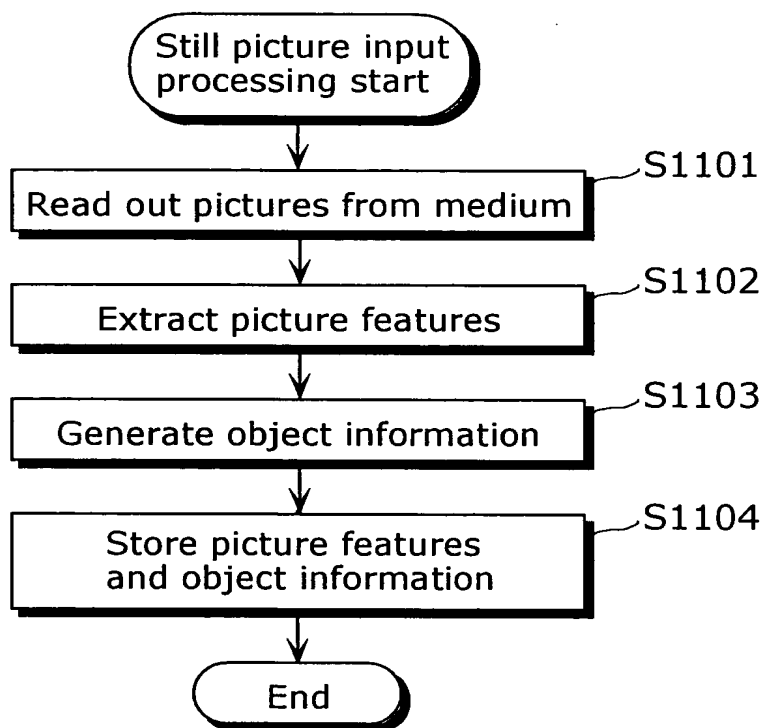 Still picture input
processing start
S1101
Read out pictures from medium
S1102
Extract picture features
S1103
Generate object information
S1104
Store picture features
and object information
End